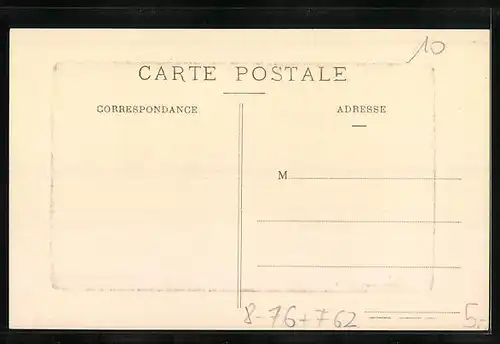 10
CARTE POSTALE
CORRESPONDANCE
ADRESSE
M
8-76+762
5.-